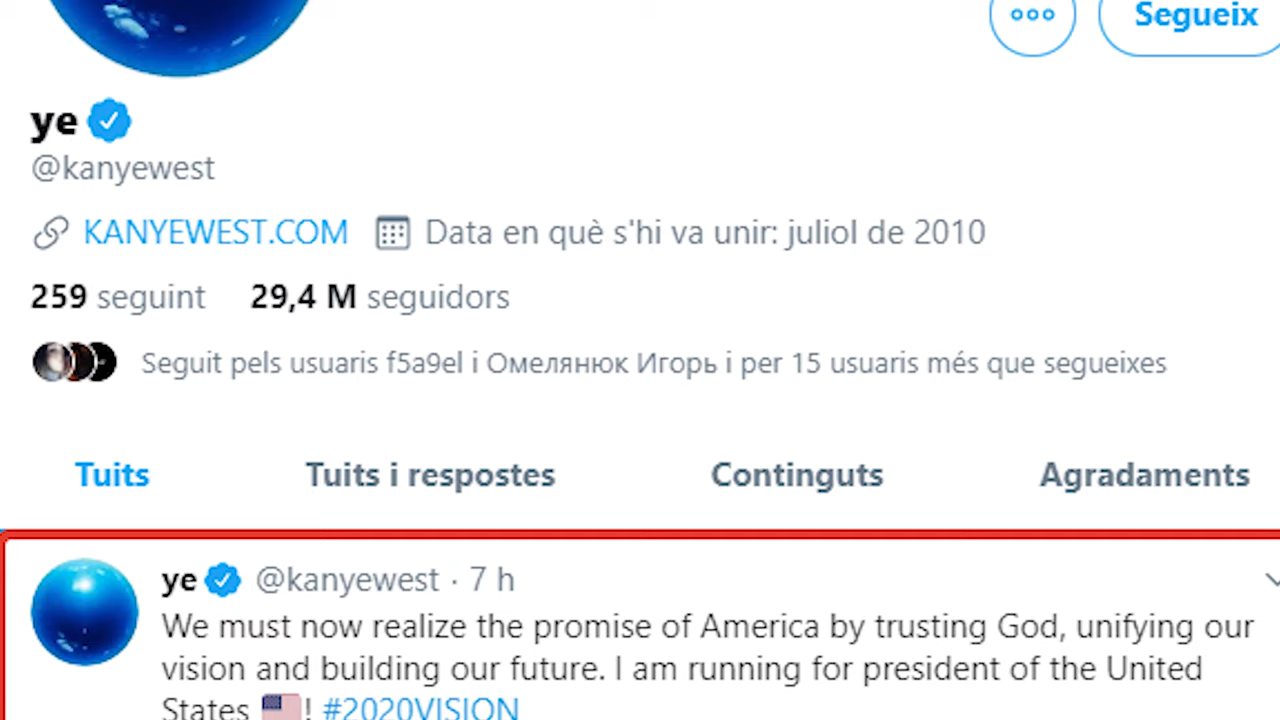 Segueix
ye
@kanyewest
KANYEWEST.COM Data en què s'hi va unir: juliol de 2010
259 seguint 29,4 M seguidors
Seguit pels usuaris f5a9el i Омелянюк Игорь i per 15 usuaris més que segueixes
Tuits Tuits i respostes Continguts Agradaments
ye @kanyewest · 7 h
We must now realize the promise of America by trusting God, unifying our
vision and building our future. I am running for president of the United
States 🇺🇸! #2020VISION